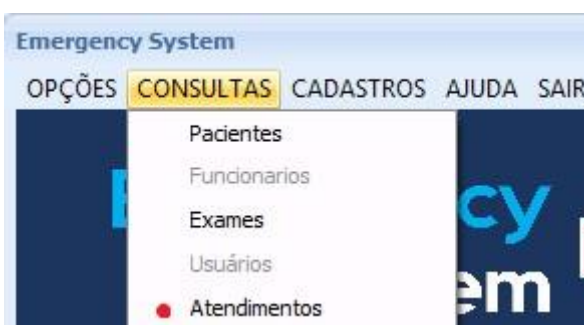 Emergency System
OPÇÕES CONSULTAS CADASTROS AJUDA SAIR
Pacientes
Funcionarios
Exames
Usuários
Atendimentos